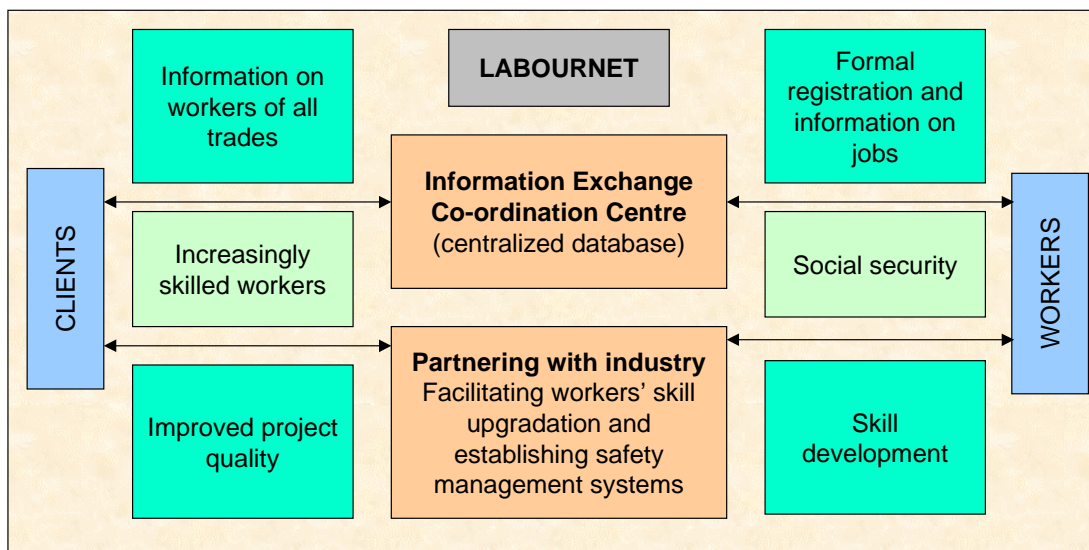 Information on
workers of all
trades
LABOURNET
Formal
registration and
information on
jobs
Information Exchange
Co-ordination Centre
(centralized database)
CLIENTS
Increasingly
skilled workers
Social security
WORKERS
Partnering with industry
Facilitating workers’ skill
upgradation and
establishing safety
management systems
Improved project
quality
Skill
development